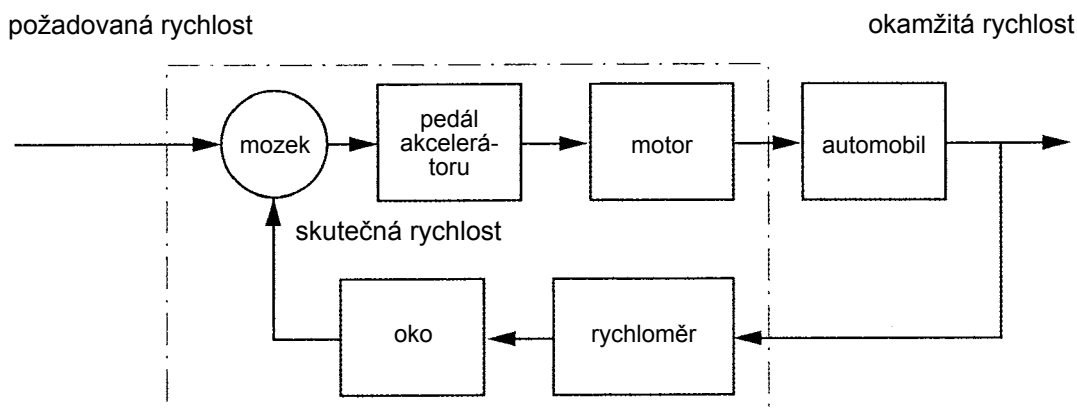 požadovaná rychlost
okamžitá rychlost
mozek
pedál
akcelerá-
toru
motor
automobil
skutečná rychlost
oko
rychloměr